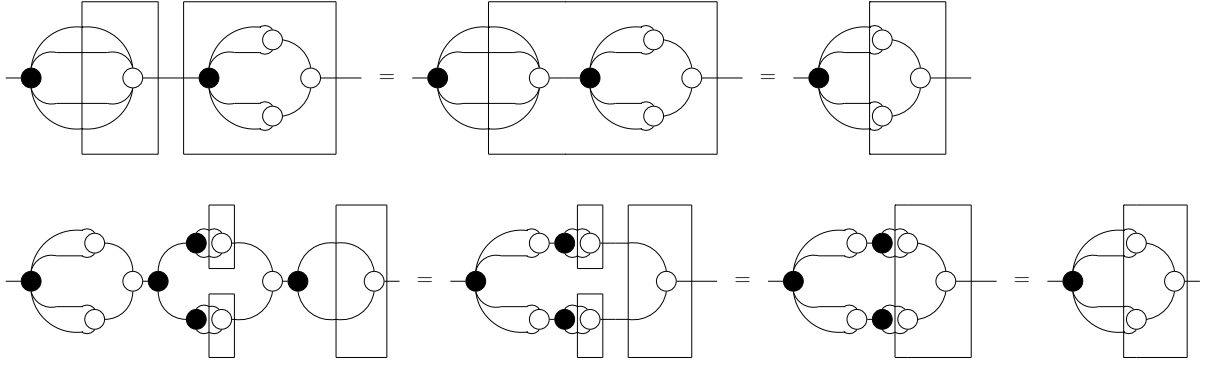 = =
= = =